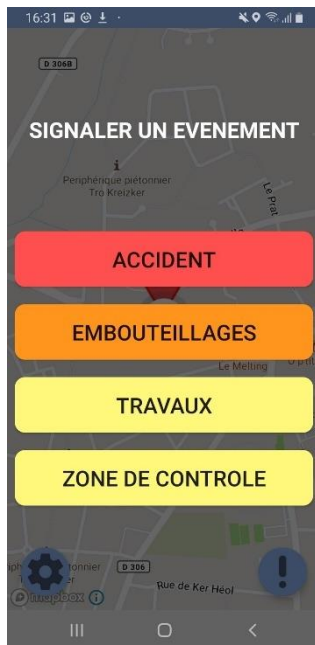 16:31
D 306B
SIGNALER UN EVENEMENT
Periphérique piétonnier
Tro Kreizker
Le Prat
ACCIDENT
EMBOUTEILLAGES
Le Melting
TRAVAUX
ZONE DE CONTROLE
D 306
Rue de Ker Héol
mapbox